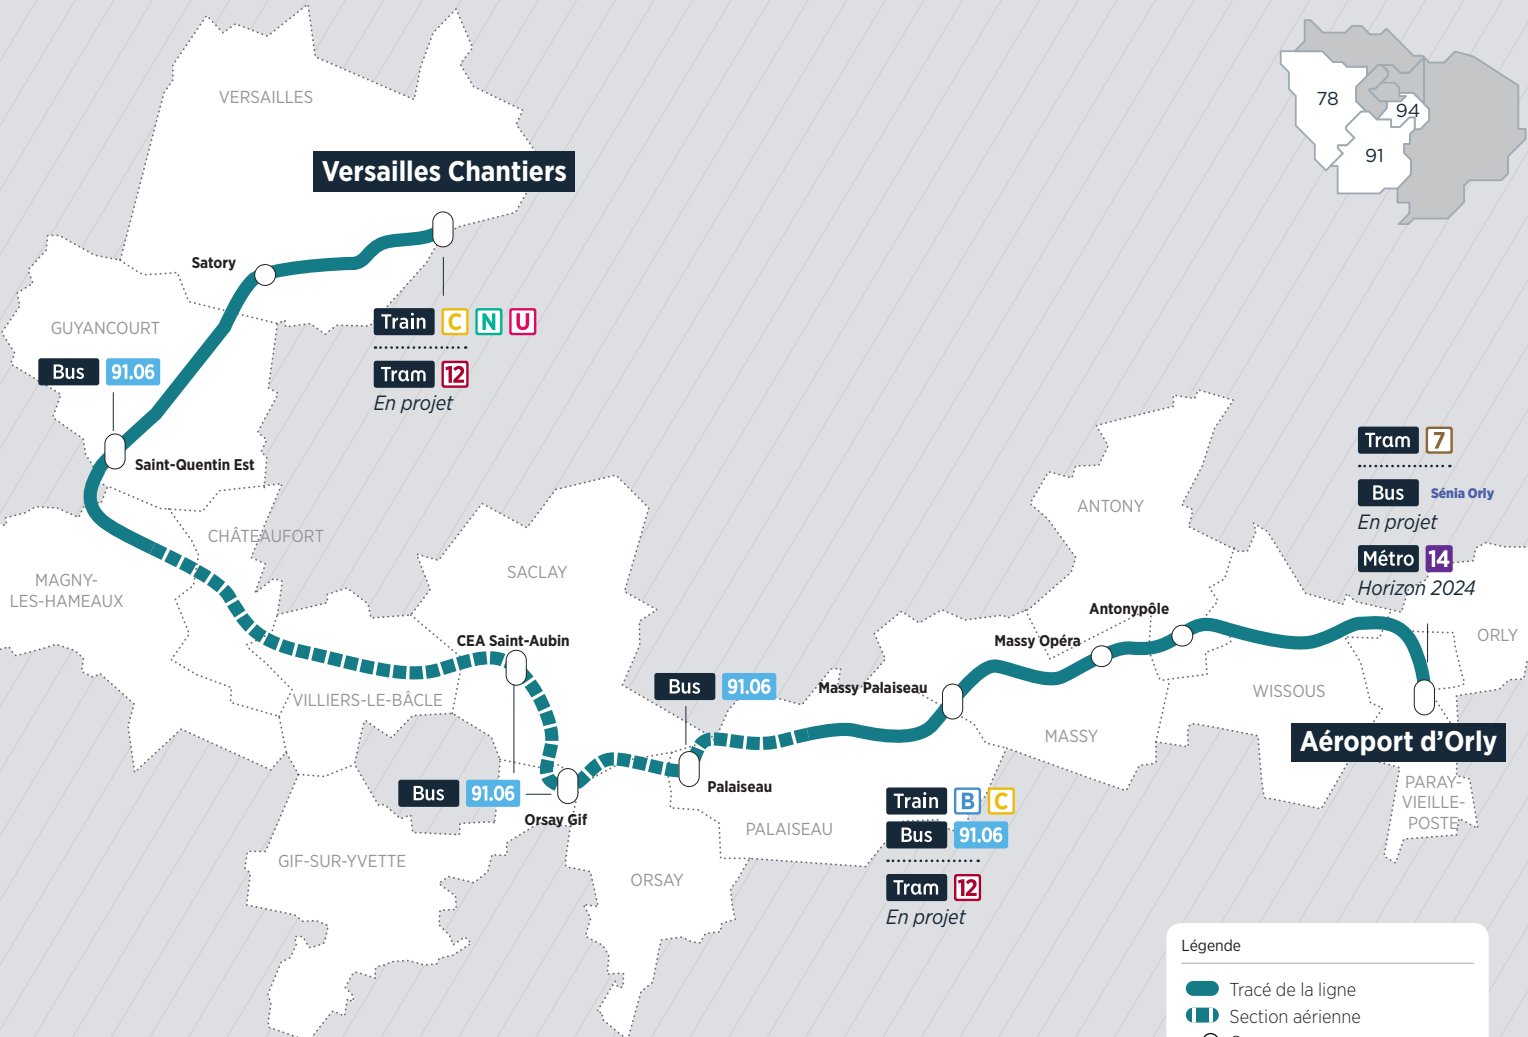 VERSAILLES
Versailles Chantiers
Satory
Train C N U
Tram 12
En projet
GUYANCOURT
Bus 91.06
Saint-Quentin Est
CHÂTEAUFORT
MAGNY-
LES-HAMEAUX
SACLAY
CEA Saint-Aubin
VILLIERS-LE-BÂCLE
Bus 91.06
Orsay Gif
GIF-SUR-YVETTE
ORSAY
Bus 91.06
Palaiseau
PALAISEAU
Massy Palaiseau
Train B C
Bus 91.06
Tram 12
En projet
MASSY
Massy Opéra
Antonypôle
ANTONY
WISSOUS
Tram 7
Bus Sénia Orly
En projet
Métro 14
Horizon 2024
ORLY
Aéroport d'Orly
PARAY-
VIEILLE-
POSTE
78
94
91
Légende
Tracé de la ligne
Section aérienne